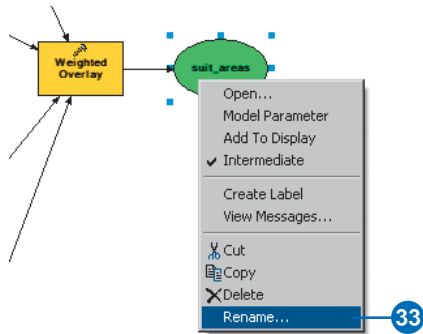 Weighted
Overlay
suit_areas
Open...
Model Parameter
Add To Display
Intermediate
Create Label
View Messages...
Cut
Copy
Delete
Rename...
33